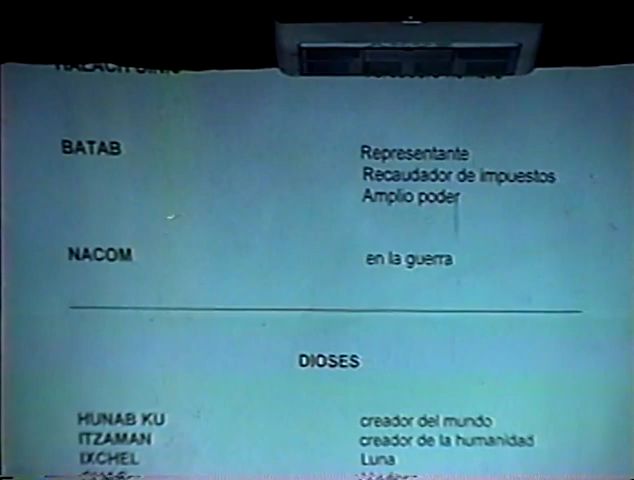 BATAB Representante
Recaudador de impuestos
Amplio poder
NACOM en la guerra
DIOSES
HUNAB KU creador del mundo
ITZAMAN creador de la humanidad
IXCHEL Luna